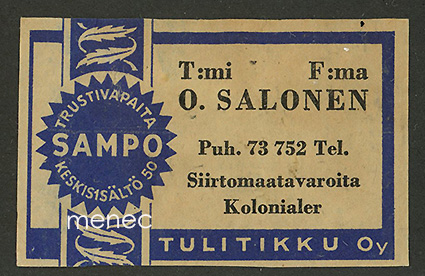 TRUSTIVAPAITA
SAMPO
KESKISISÄLTÖ 50
T:mi F:ma
O. SALONEN
Puh. 73 752 Tel.
Siirtomaatavaroita
Kolonialer
TULITIKKU Oy
menec